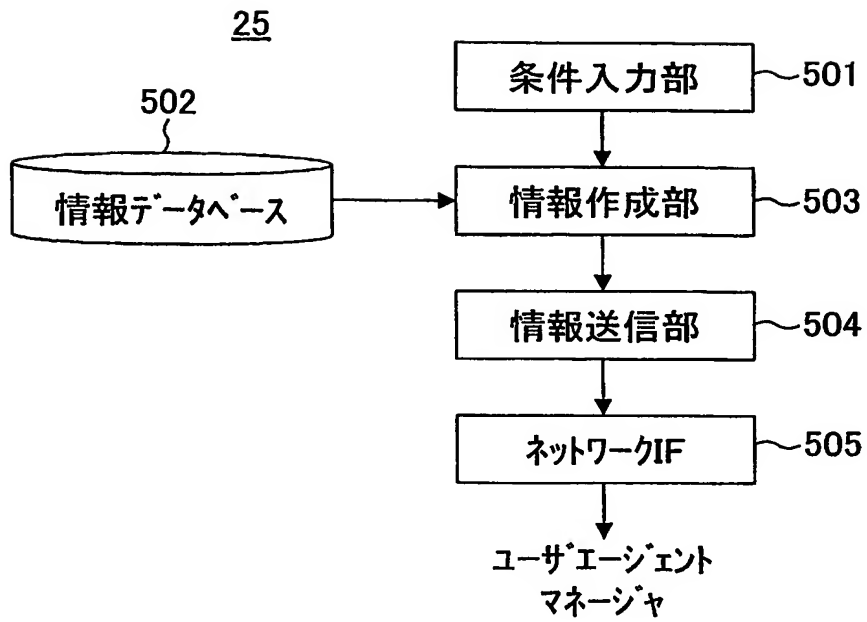 25
条件入力部
501
502
情報データベース
情報作成部
503
情報送信部
504
ネットワークIF
505
ユーザエージェント
マネージャ